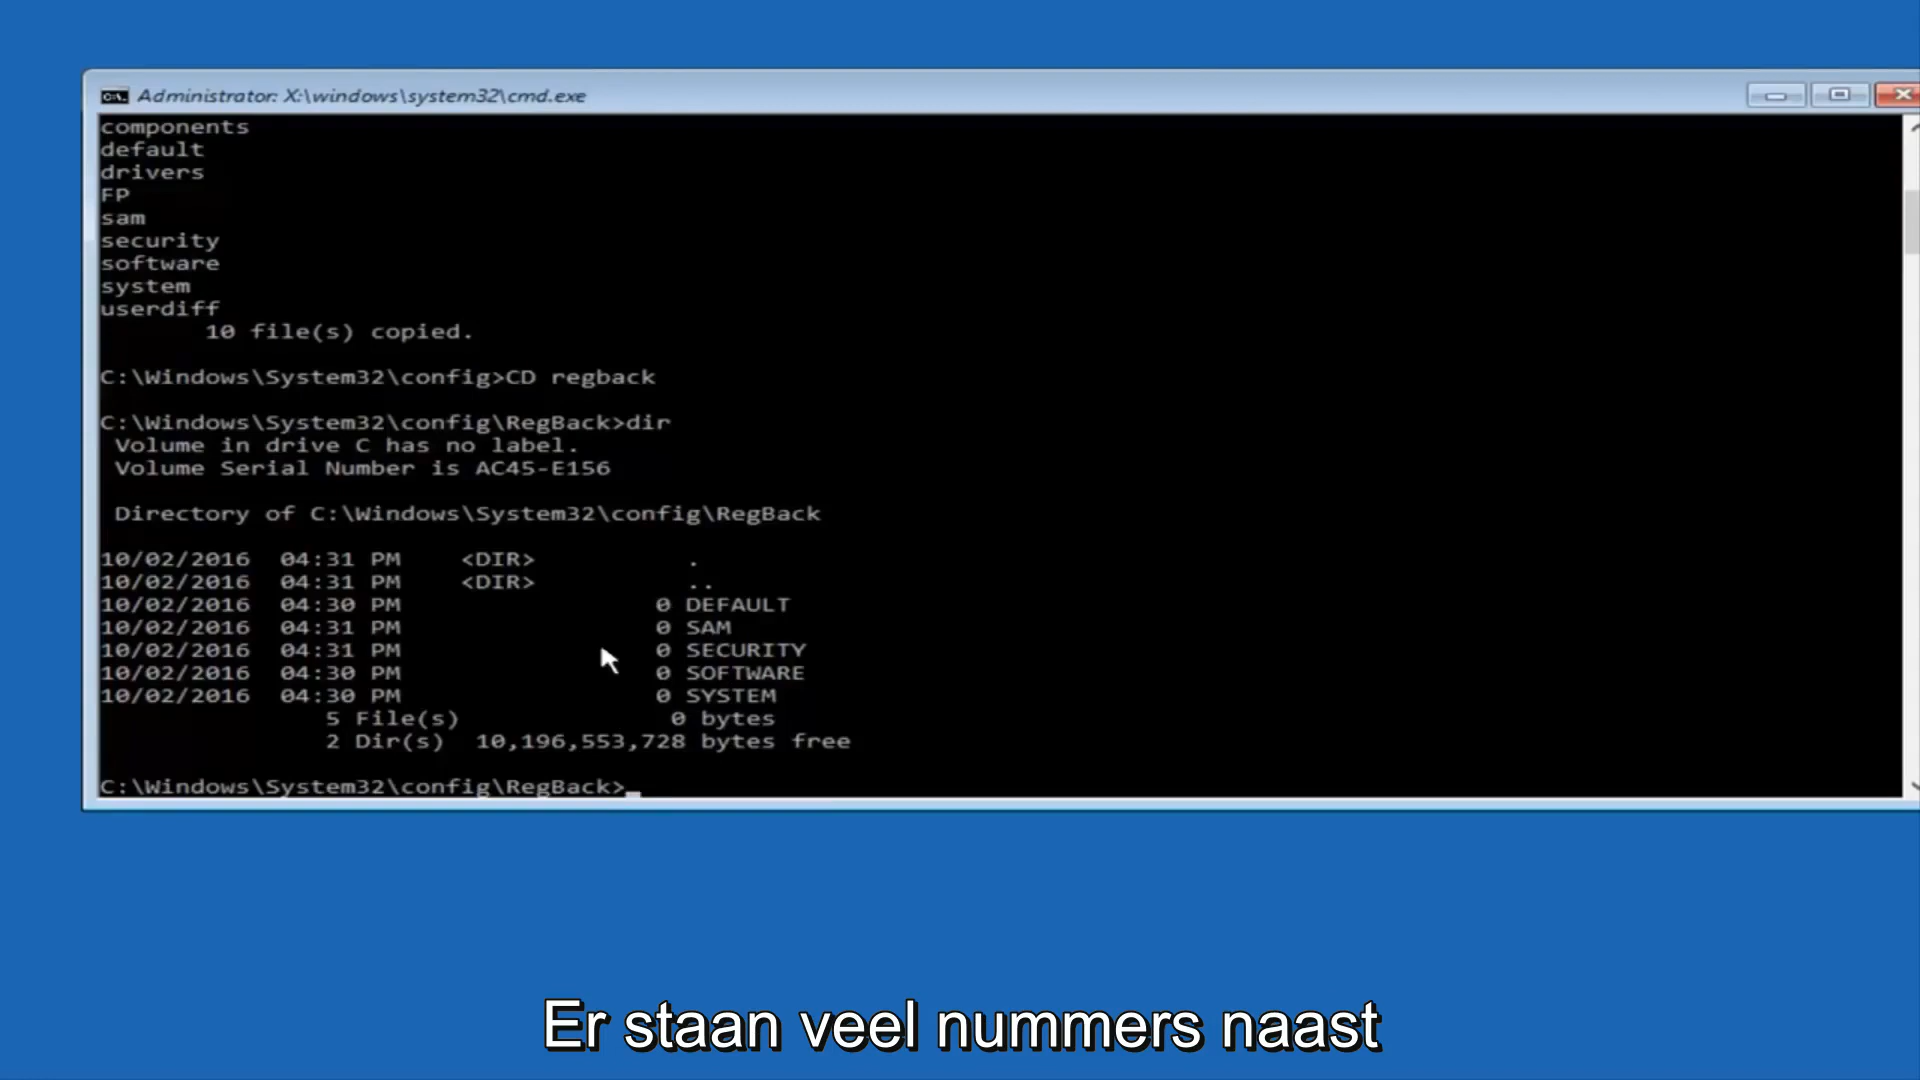 Administrator: X:\windows\system32\cmd.exe
components
default
drivers
FP
sam
security
software
system
userdiff
10 file(s) copied.
C:\Windows\System32\config>CD regback
C:\Windows\System32\config\RegBack>dir
Volume in drive C has no label.
Volume Serial Number is AC45-E156
Directory of C:\Windows\System32\config\RegBack
10/02/2016 04:31 PM <DIR> .
10/02/2016 04:31 PM <DIR> ..
10/02/2016 04:30 PM 0 DEFAULT
10/02/2016 04:31 PM 0 SAM
10/02/2016 04:31 PM 0 SECURITY
10/02/2016 04:30 PM 0 SOFTWARE
10/02/2016 04:30 PM 0 SYSTEM
5 File(s) 0 bytes
2 Dir(s) 10,196,553,728 bytes free
C:\Windows\System32\config\RegBack>_
Er staan veel nummers naast